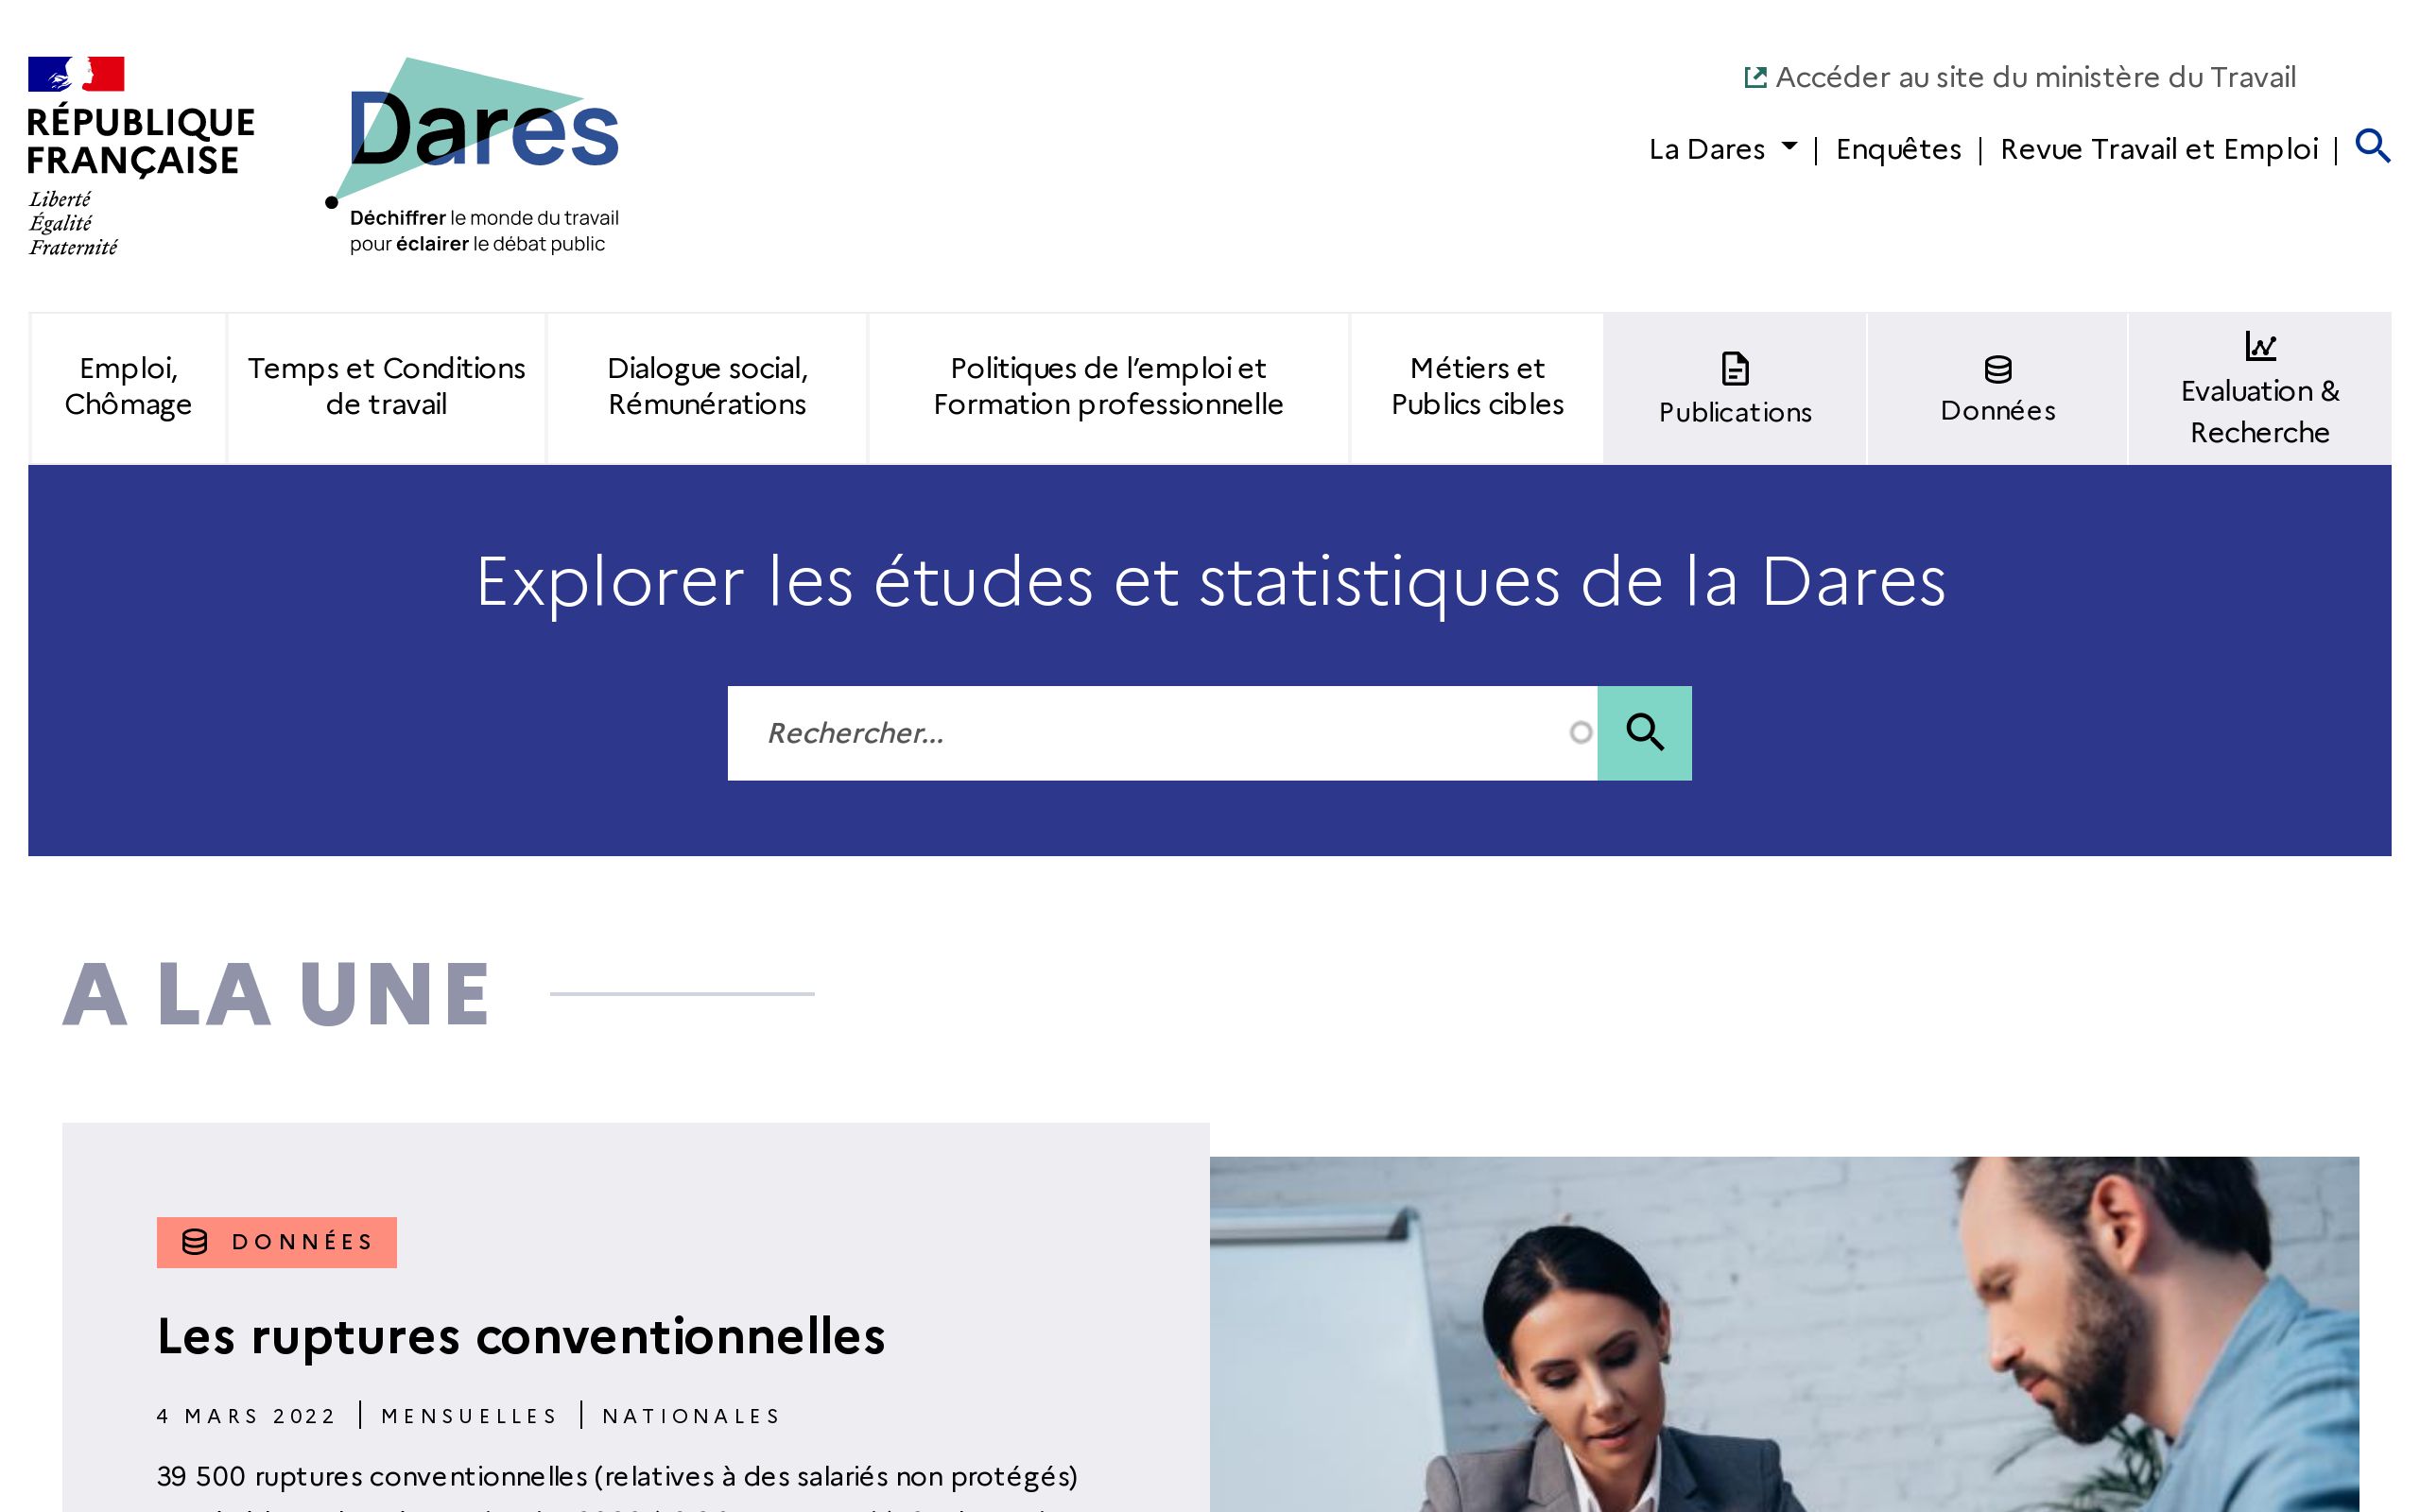 RÉPUBLIQUE
FRANÇAISE
Liberté
Égalité
Fraternité
Dares
Déchiffrer le monde du travail
pour éclairer le débat public
Accéder au site du ministère du Travail
La Dares | Enquêtes | Revue Travail et Emploi |
Emploi,
Chômage
Temps et Conditions
de travail
Dialogue social,
Rémunérations
Politiques de l’emploi et
Formation professionnelle
Métiers et
Publics cibles
Publications
Données
Evaluation &
Recherche
Explorer les études et statistiques de la Dares
Rechercher...
A LA UNE
DONNÉES
Les ruptures conventionnelles
4 MARS 2022 | MENSUELLES | NATIONALES
39 500 ruptures conventionnelles (relatives à des salariés non protégés)